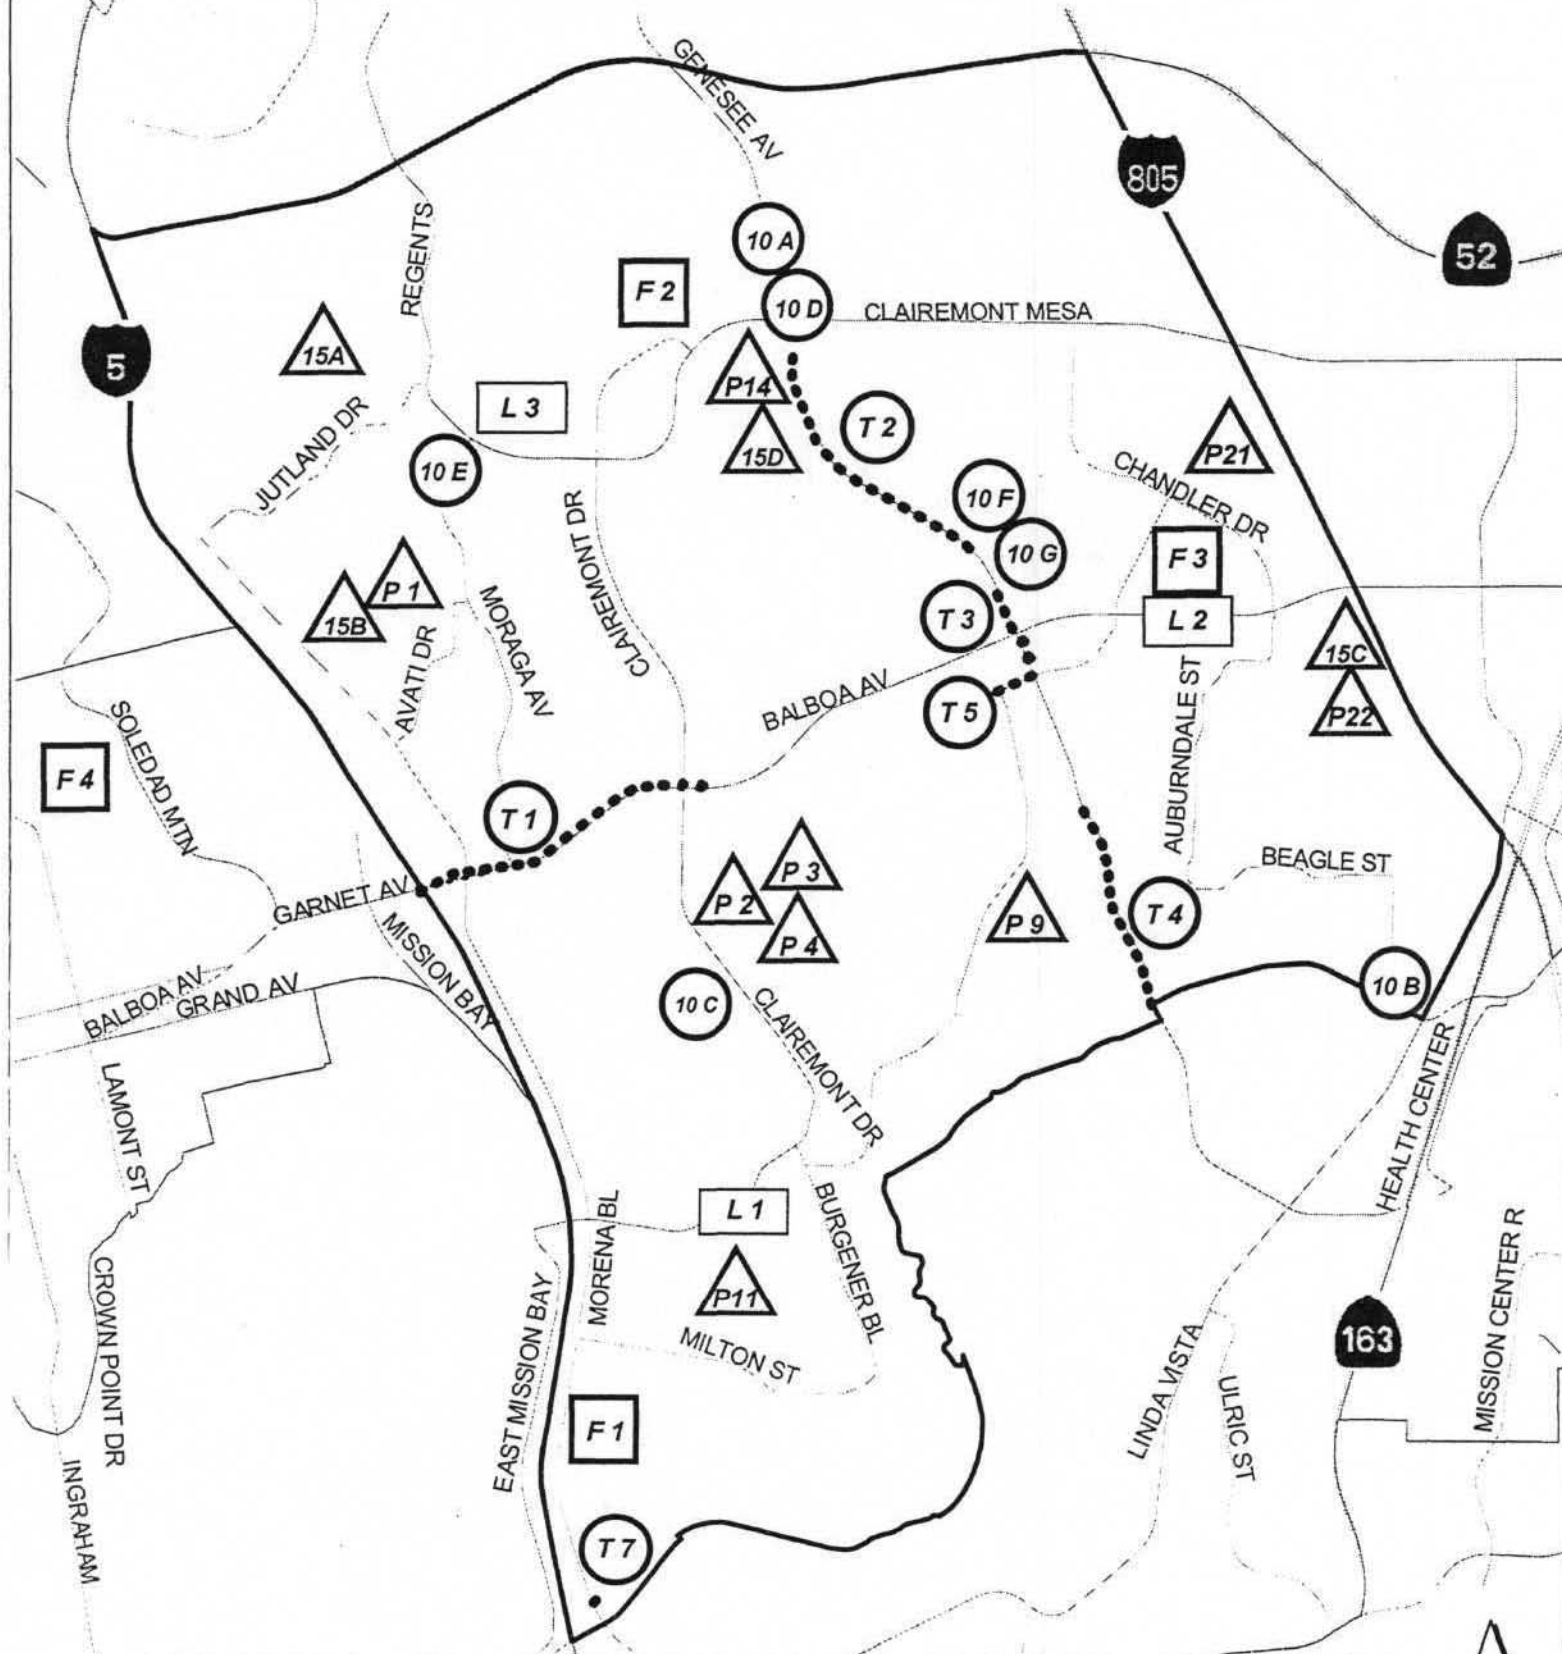 GENESEE AV
805
52
REGENTS
10 A
F 2
10 D
CLAIREMONT MESA
5
15A
P14
L 3
T 2
JUTLAND DR
15D
P21
10 E
CHANDLER DR
10 F
CLAIREMONT DR
10 G
F 3
P 1
15B
MORAGA AV
T 3
L 2
15C
AVATI DR
BALBOA AV
T 5
AUBURNDALE ST
P22
SOLEDAD MTN
F 4
T 1
P 3
BEAGLE ST
GARNET AV
P 2
P 9
T 4
MISSION BAY
P 4
BALBOA AV
GRAND AV
10 C
10 B
CLAIREMONT DR
LAMONT ST
HEALTH CENTER
L 1
BURGENER BL
MORENA BL
EAST MISSION BAY
P11
CROWN POINT DR
MISSION CENTER R
163
MILTON ST
LINDA VISTA
ULRIC ST
F 1
INGRAHAM
T 7